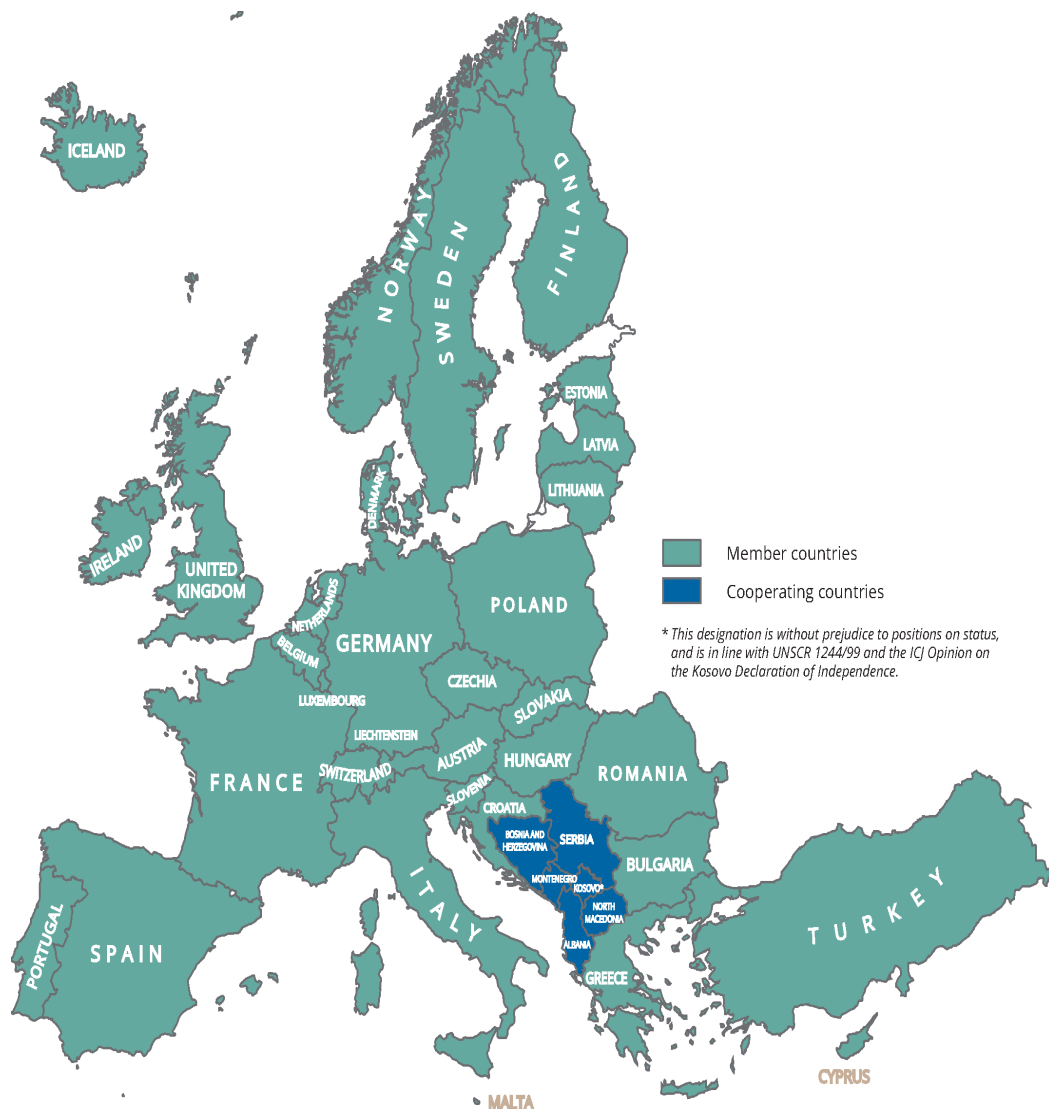 ICELAND
NORWAY
SWEDEN
FINLAND
ESTONIA
LATVIA
LITHUANIA
DENMARK
IRELAND
UNITED
KINGDOM
NETHERLANDS
BELGIUM
GERMANY
POLAND
LUXEMBOURG
CZECHIA
SLOVAKIA
LIECHTENSTEIN
AUSTRIA
HUNGARY
SWITZERLAND
FRANCE
SLOVENIA
CROATIA
ROMANIA
BOSNIA AND
HERZEGOVINA
SERBIA
BULGARIA
MONTENEGRO
KOSOVO*
NORTH
MACEDONIA
ALBANIA
ITALY
PORTUGAL
SPAIN
GREECE
TURKEY
CYPRUS
MALTA
Member countries
Cooperating countries
* This designation is without prejudice to positions on status,
and is in line with UNSCR 1244/99 and the ICJ Opinion on
the Kosovo Declaration of Independence.